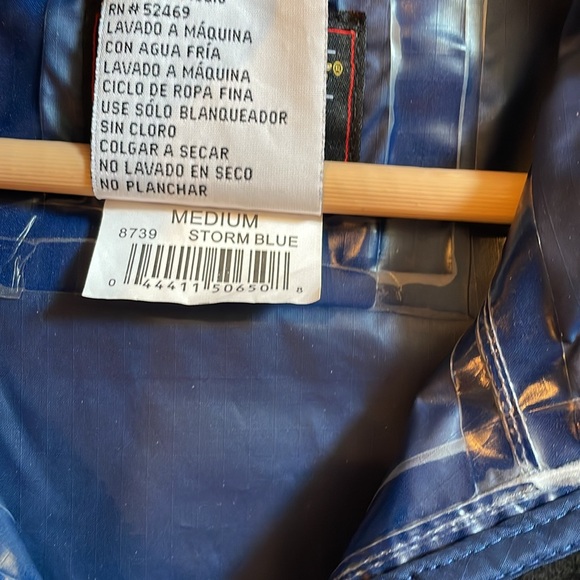 RN # 52469
LAVADO A MÁQUINA
CON AGUA FRÍA
LAVADO A MÁQUINA
CICLO DE ROPA FINA
USE SÓLO BLANQUEADOR
SIN CLORO
COLGAR A SECAR
NO LAVADO EN SECO
NO PLANCHAR
MEDIUM
8739 STORM BLUE
0 44411 50650 8